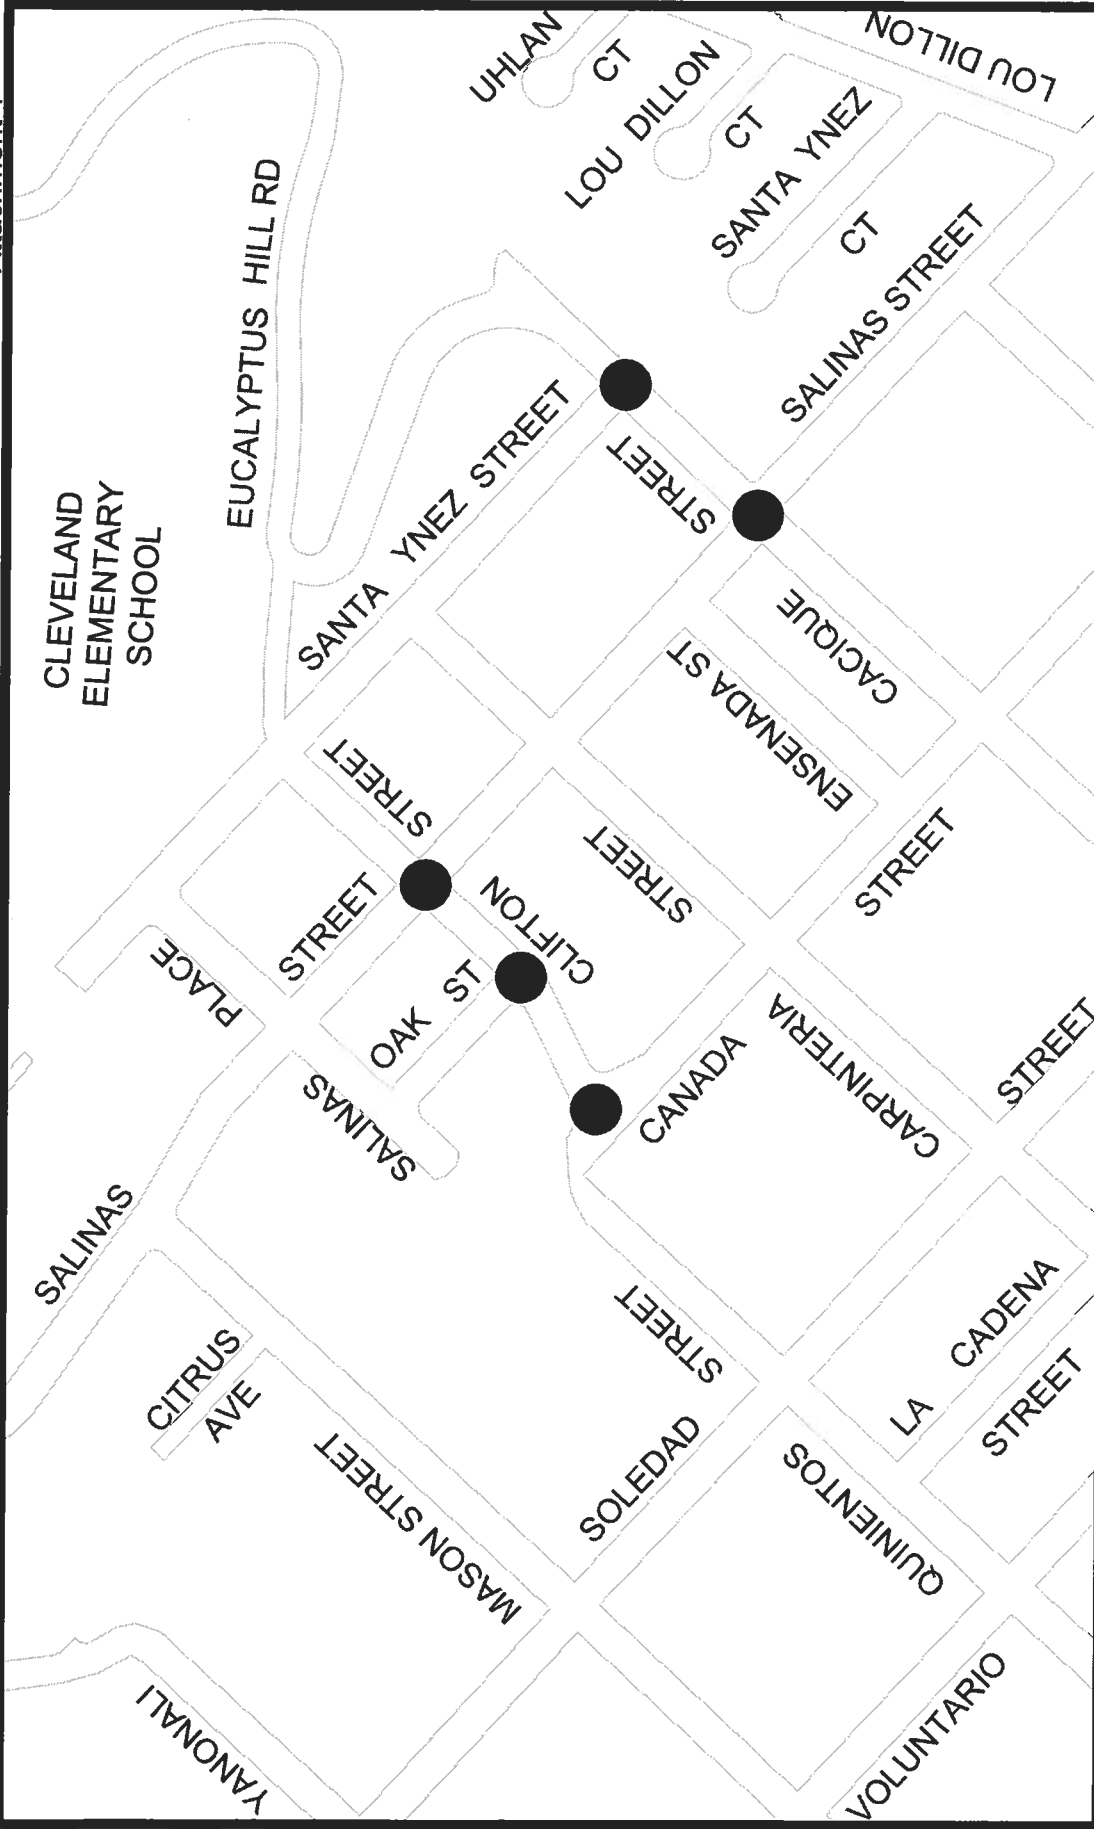 UHLAN
CT
LOU DILLON
CT
LOU DILLON
SANTA YNEZ
CT
EUCALYPTUS HILL RD
SALINAS STREET
CLEVELAND
ELEMENTARY
SCHOOL
SANTA YNEZ STREET
STREET
CACIQUE
ENSENADA ST
STREET
STREET
CLIFTON
STREET
STREET
PLACE
SALINAS
OAK ST
CANADA
CARPINTERIA
STREET
SALINAS
CITRUS
AVE
STREET
LA CADENA
STREET
MASON STREET
SOLEDAD
QUINIENTOS
YANONALI
VOLUNTARIO